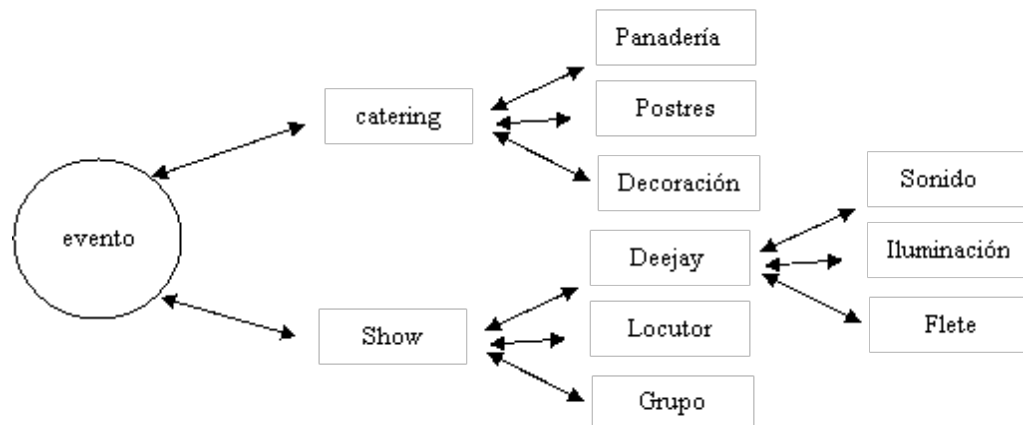 Panadería
catering
Postres
Decoración
Sonido
evento
Deejay
Iluminación
Show
Locutor
Flete
Grupo